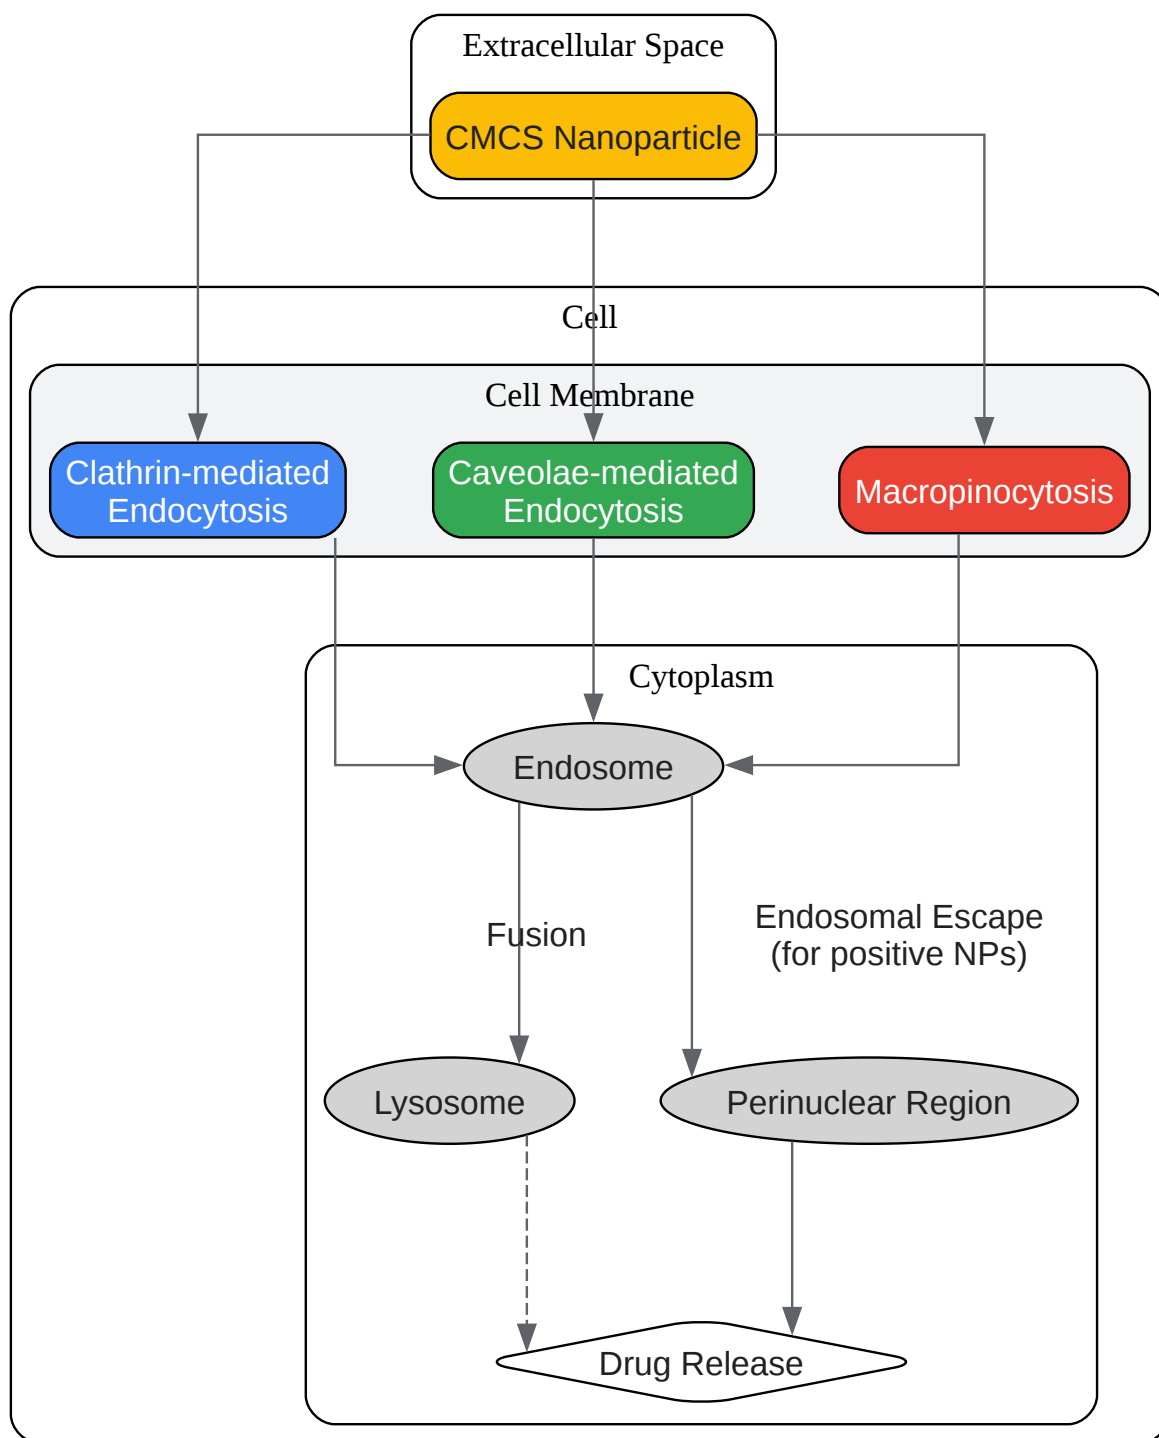 Extracellular Space
CMCS Nanoparticle
Cell
Cell Membrane
Clathrin-mediated
Endocytosis
Caveolae-mediated
Endocytosis
Macropinocytosis
Cytoplasm
Endosome
Fusion
Endosomal Escape
(for positive NPs)
Lysosome
Perinuclear Region
Drug Release